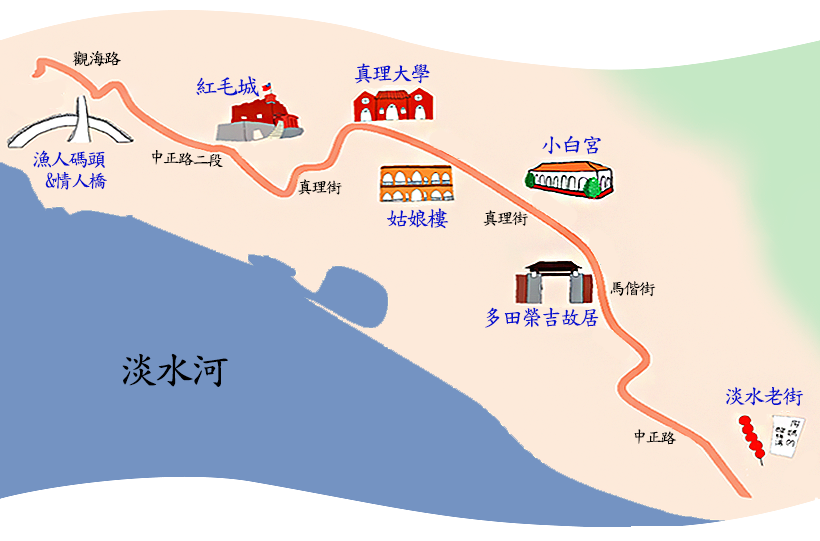 觀海路
真理大學
紅毛城
小白宮
漁人碼頭
&情人橋
中正路二段
真理街
姑娘樓
真理街
馬偕街
多田榮吉故居
淡水河
淡水老街
中正路